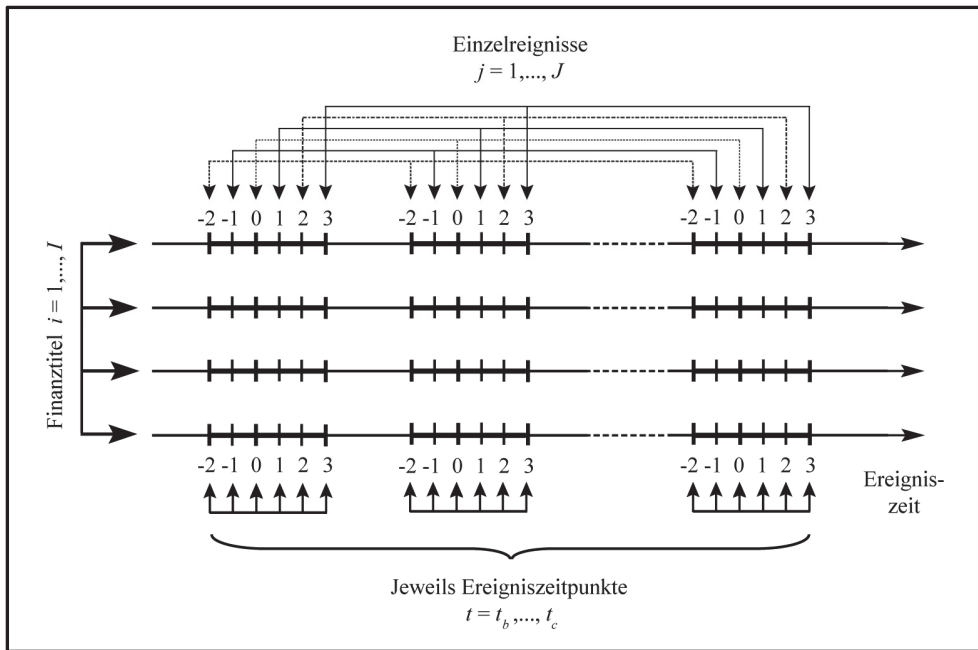 Einzelreignisse
j = 1,..., J
-2 -1 0 1 2 3 -2 -1 0 1 2 3 -2 -1 0 1 2 3
Finanztitel i = 1,..., I
-2 -1 0 1 2 3 -2 -1 0 1 2 3 -2 -1 0 1 2 3
Ereignis-
zeit
Jeweils Ereigniszeitpunkte
t = t_b ,..., t_c